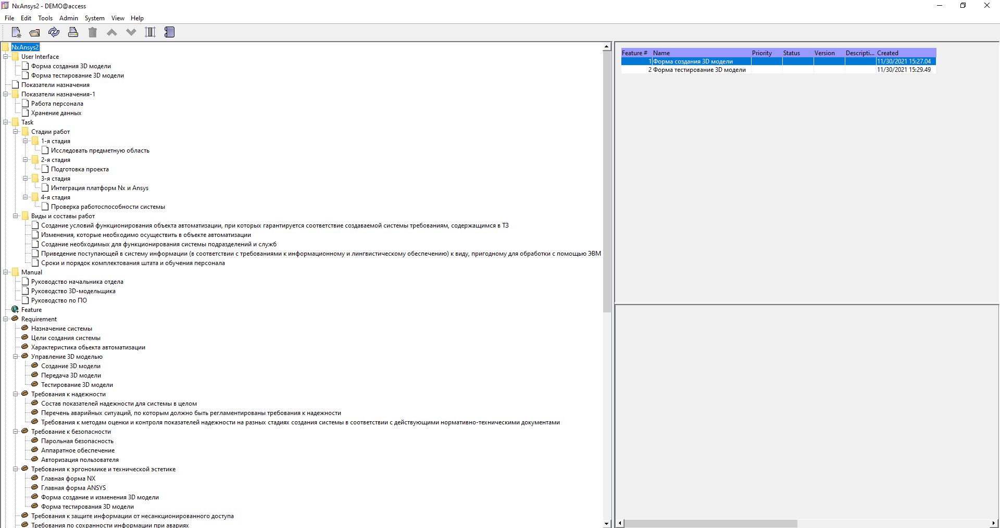 NxAnsys2 - DEMO@access
File Edit Tools Admin System View Help
NxAnsys2
User Interface
Форма создания 3D модели
Форма тестирование 3D модели
Показатели назначения
Показатели назначения-1
Работа персонала
Хранение данных
Task
Стадии работ
1-я стадия
Исследовать предметную область
2-я стадия
Подготовка проекта
3-я стадия
Интеграция платформ Nx и Ansys
4-я стадия
Проверка работоспособности системы
Виды и составы работ
Создание условий функционирования объекта автоматизации, при которых гарантируется соответствие создаваемой системы требованиям, содержащимся в ТЗ
Изменения, которые необходимо осуществить в объекте автоматизации
Создание необходимых для функционирования системы подразделений и служб
Приведение поступающей в систему информации (в соответствии с требованиями к информационному и лингвистическому обеспечению) к виду, пригодному для обработки с помощью ЭВМ
Сроки и порядок комплектования штата и обучения персонала
Manual
Руководство начальника отдела
Руководство 3D-модельщика
Руководство по ПО
Feature
Requirement
Назначение системы
Цели создания системы
Характеристика обьекта автоматизации
Управление 3D моделью
Создание 3D модели
Передача 3D модели
Тестирование 3D модели
Требования к надежности
Состав показателей надежности для системы в целом
Перечень аварийных ситуаций, по которым должно быть регламентированы требования к надежности
Требования к методам оценки и контроля показателей надежности на разных стадиях создания системы в соответствии с действующими нормативно-техническими документами
Требование к безопасности
Парольная безопасность
Аппаратное обеспечение
Авторизация пользователя
Требования к эргономике и технической эстетике
Главная форма NX
Главная форма ANSYS
Форма создание и изменения 3D модели
Форма тестирования 3D модели
Требования к защите информации от несанкционированного доступа
Требования по сохранности информации при авариях
Feature # Name Priority Status Version Descripti... Created
1 Форма создания 3D модели 11/30/2021 15:27.04
2 Форма тестирование 3D модели 11/30/2021 15:29.49